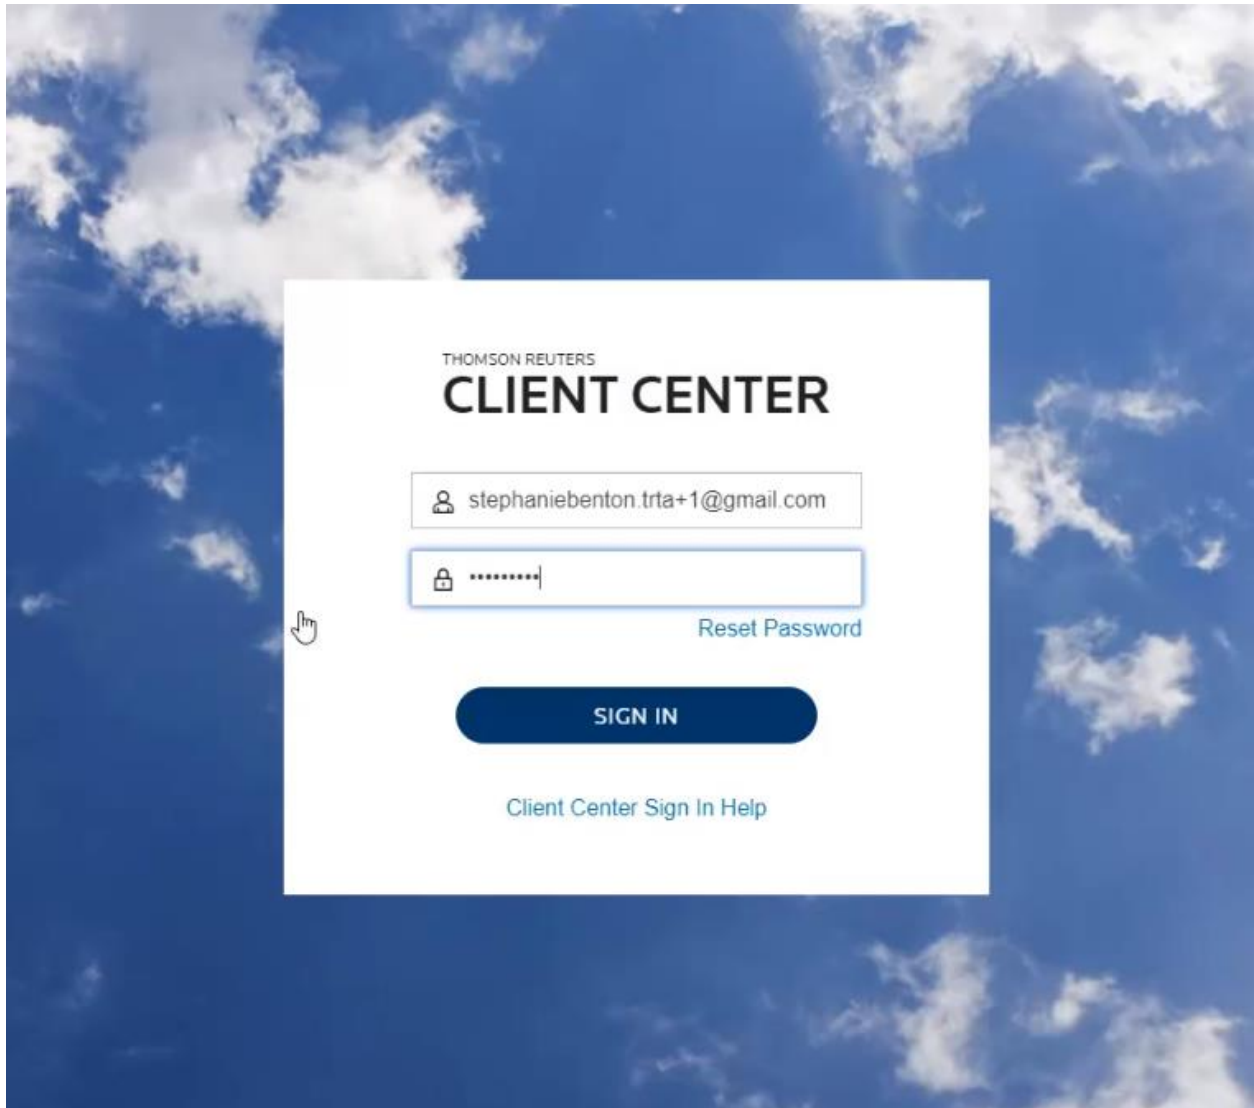 THOMSON REUTERS
CLIENT CENTER
stephaniebenton.trta+1@gmail.com
•••••••••
Reset Password
SIGN IN
Client Center Sign In Help